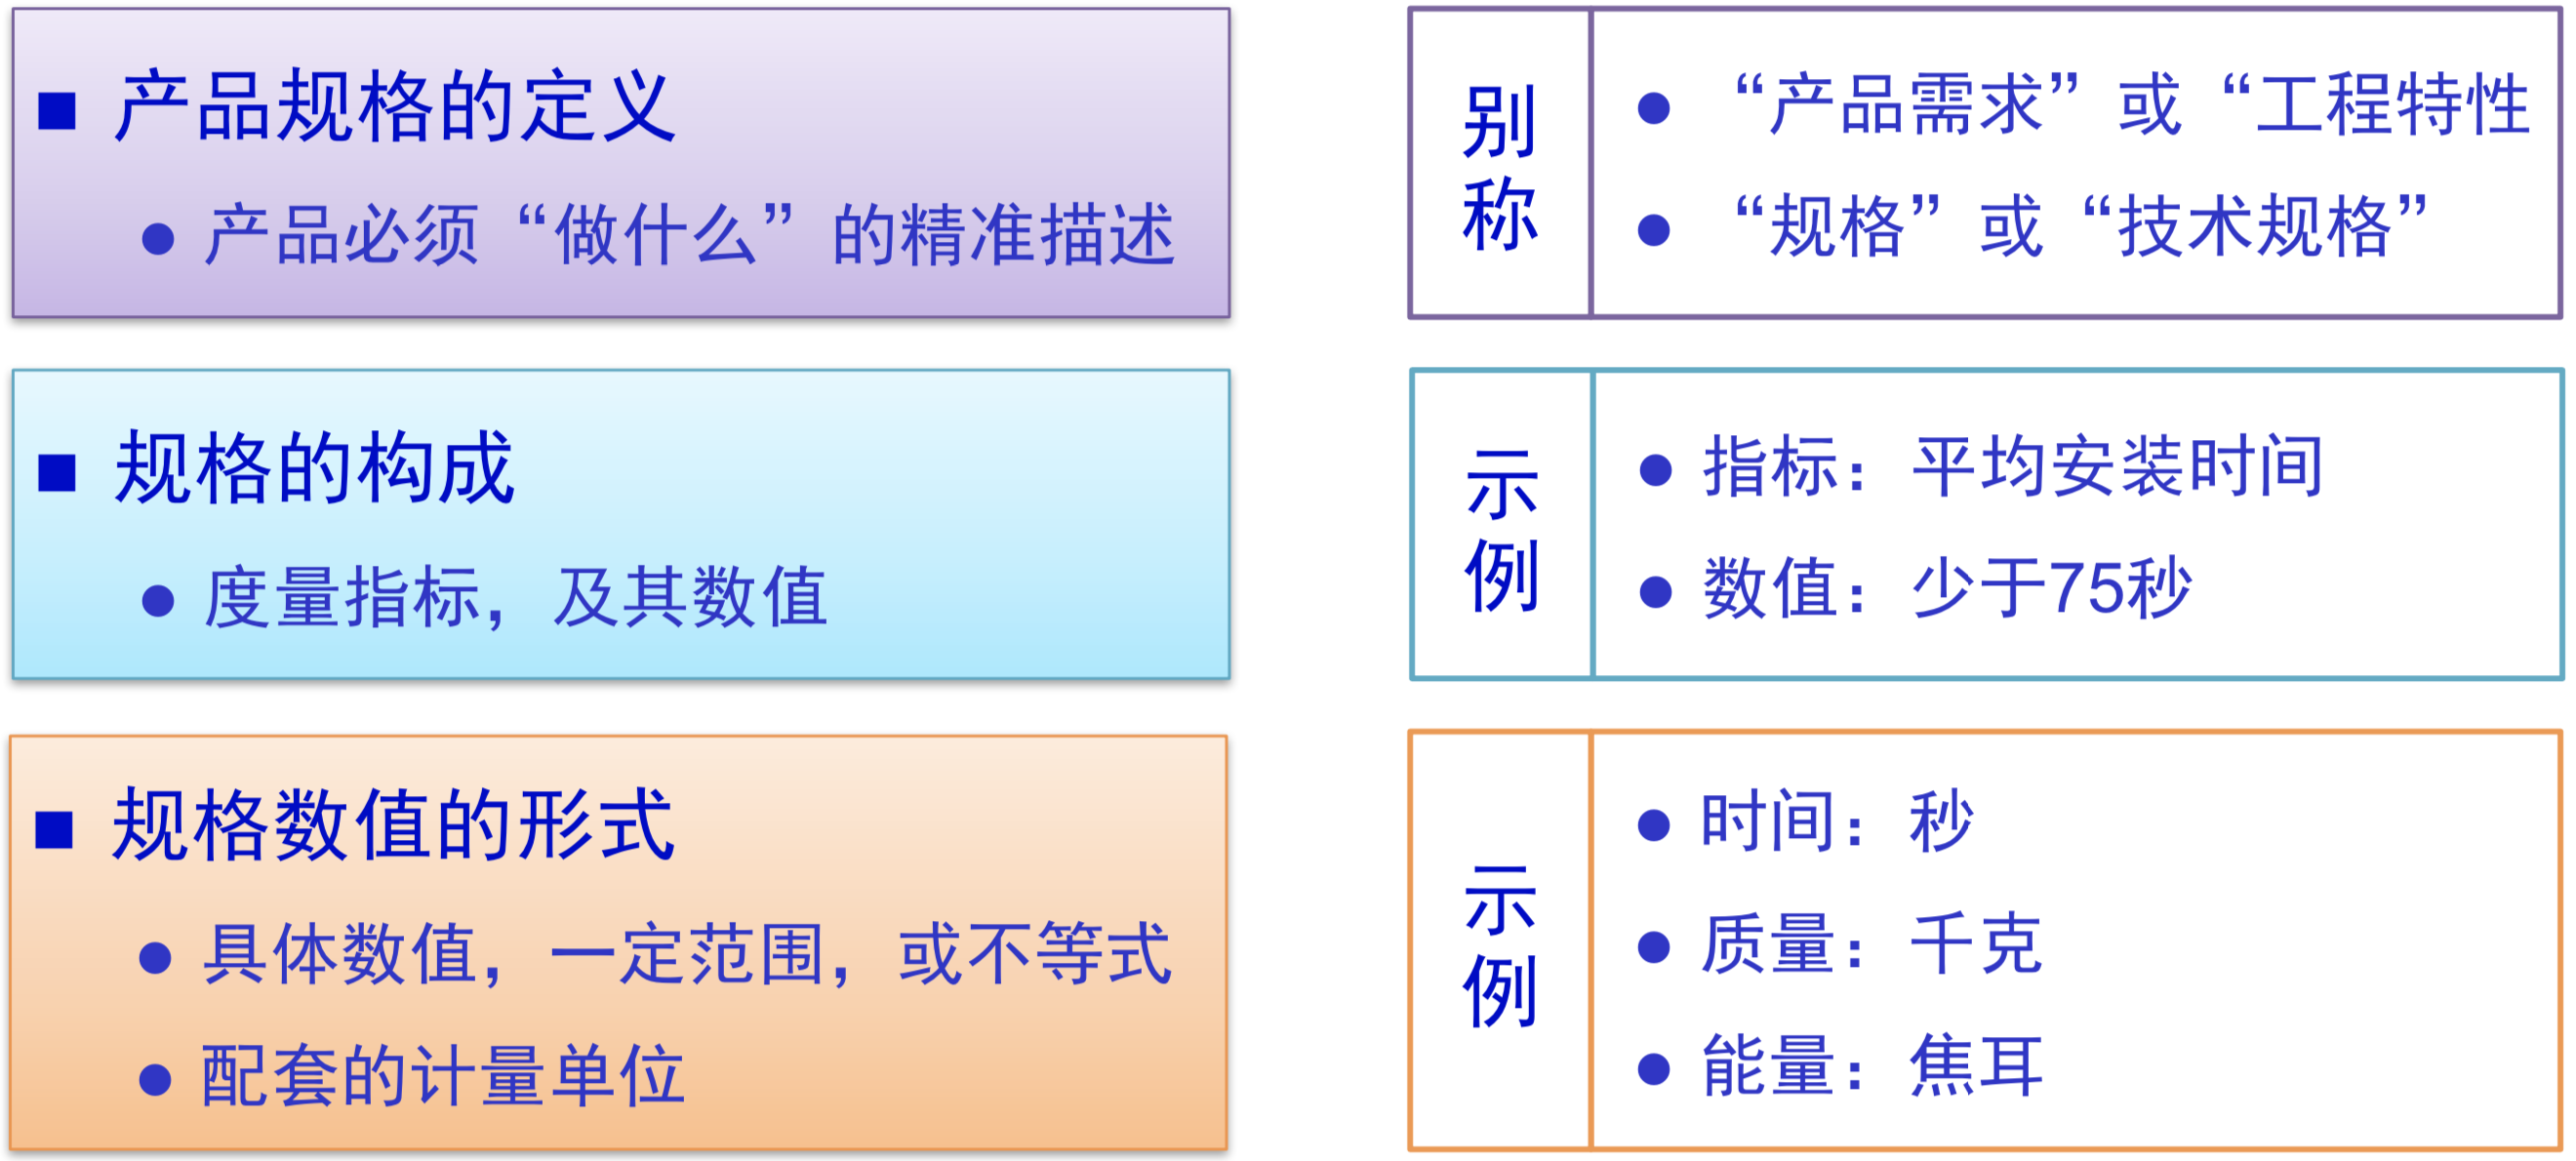 ■ 产品规格的定义
● 产品必须“做什么”的精准描述
别称
● “产品需求”或“工程特性
● “规格”或“技术规格”
■ 规格的构成
● 度量指标，及其数值
示例
● 指标：平均安装时间
● 数值：少于75秒
■ 规格数值的形式
● 具体数值，一定范围，或不等式
● 配套的计量单位
示例
● 时间：秒
● 质量：千克
● 能量：焦耳